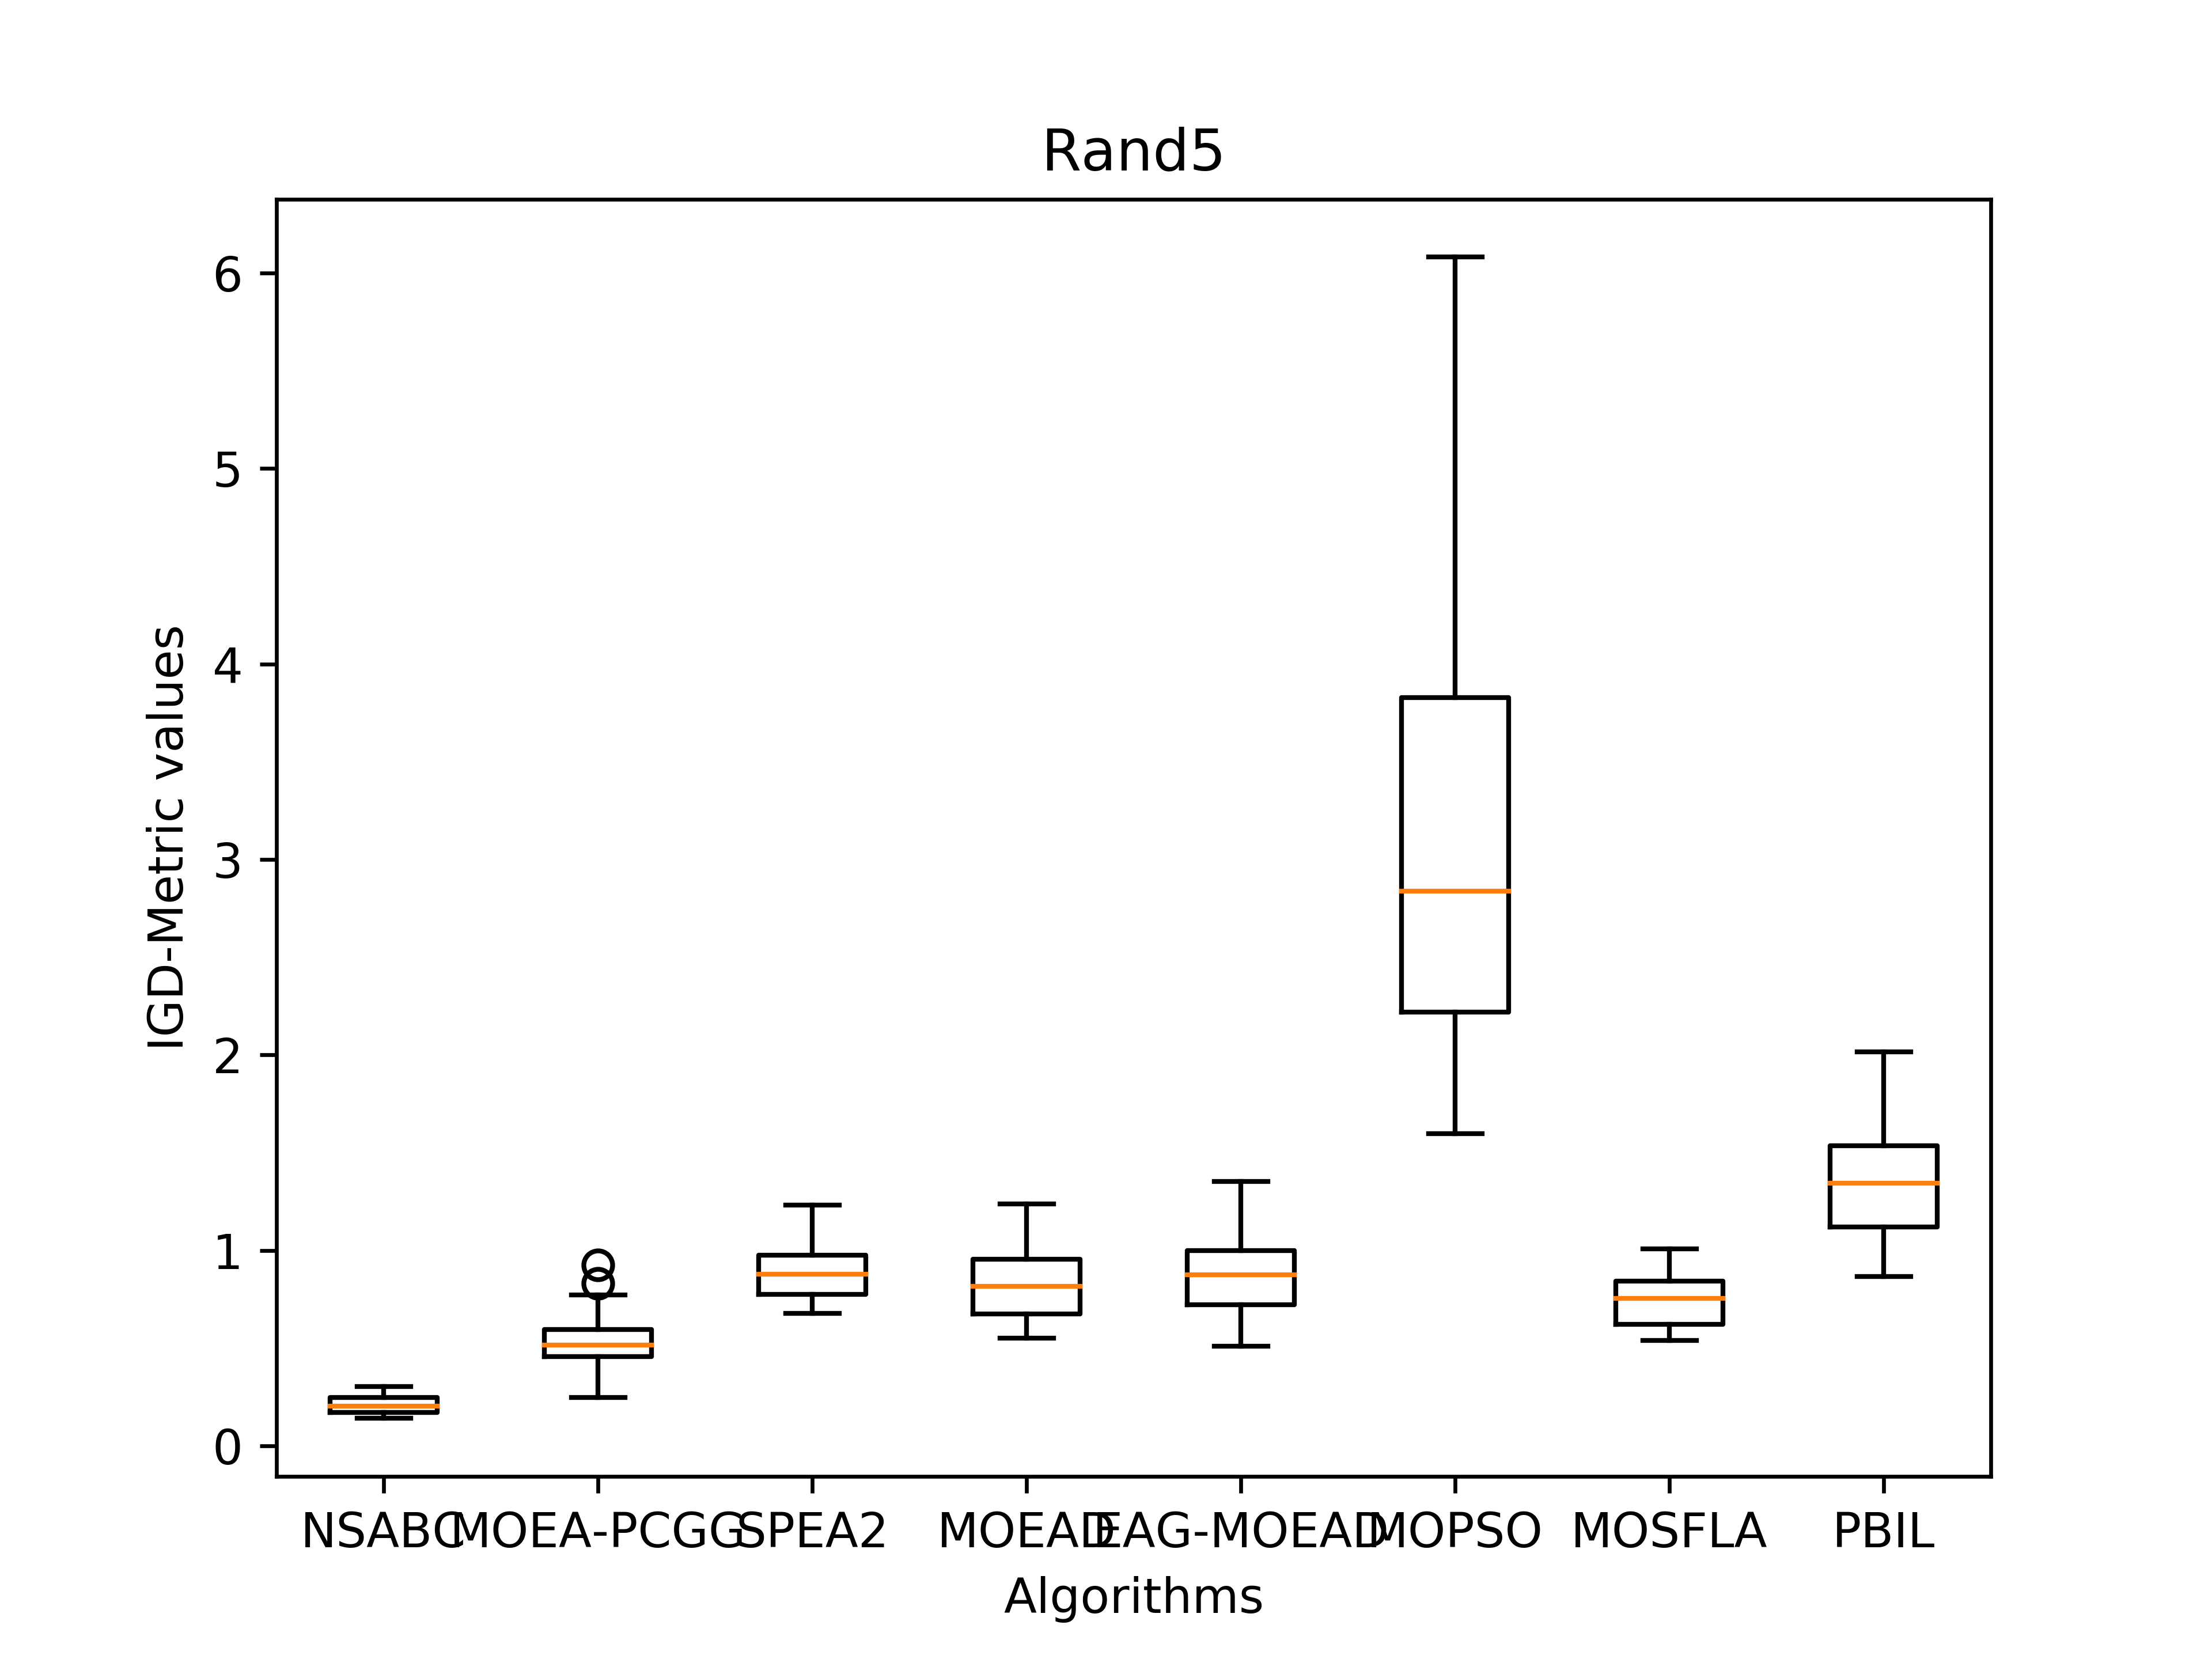 Rand5
IGD-Metric values
6
5
4
3
2
1
0
NSABC MOEA-PCGG SPEA2 MOEAD EAG-MOEAD MOPSO MOSFLA PBIL
Algorithms